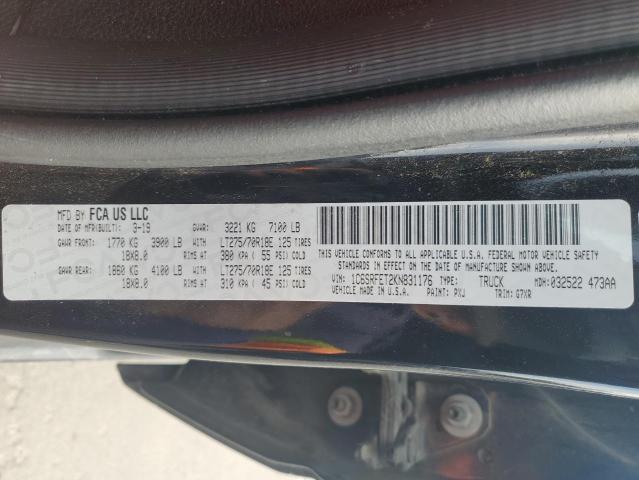 MFD BY FCA US LLC
DATE OF MFR(BUILT): 3-19 GVWR: 3221 KG 7100 LB
GAWR FRONT: 1770 KG 3900 LB WITH LT275/70R18E 125 TIRES
18X8.0 RIMS AT 380 KPA ( 55 PSI) COLD
GAWR REAR: 1860 KG 4100 LB WITH LT275/70R18E 125 TIRES
18X8.0 RIMS AT 310 KPA ( 45 PSI) COLD
THIS VEHICLE CONFORMS TO ALL APPLICABLE U.S.A. FEDERAL MOTOR VEHICLE SAFETY
STANDARDS IN EFFECT ON THE DATE OF MANUFACTURE SHOWN ABOVE.
VIN: 1C6SRFET2KN831176 TYPE: TRUCK MDH: 032522 473AA
VEHICLE MADE IN U.S.A. PAINT: PXJ TRIM: G7XR